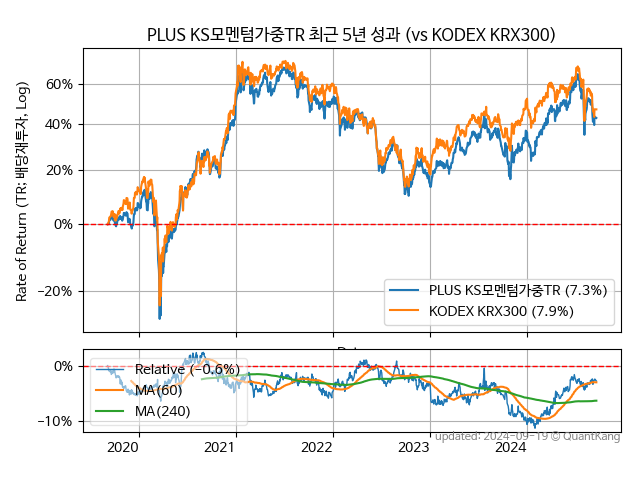 PLUS KS모멘텀가중TR 최근 5년 성과 (vs KODEX KRX300)
Rate of Return (TR: 배당재투자, Log)
60%
40%
20%
0%
−20%
PLUS KS모멘텀가중TR (7.3%)
KODEX KRX300 (7.9%)
0%
−10%
Relative (−0.6%)
MA(60)
MA(240)
2020
2021
2022
2023
2024
updated: 2024-09-19 © QuantKang